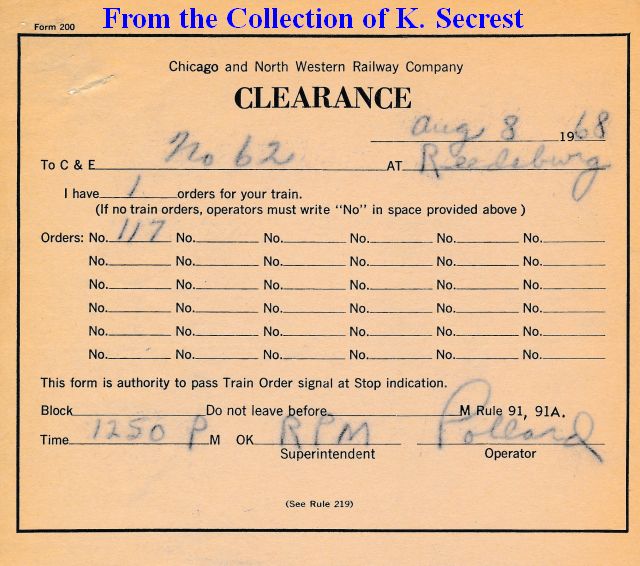 From the Collection of K. Secrest
Form 200
Chicago and North Western Railway Company
CLEARANCE
Aug 8 1968
To C & E No 62 AT Reedsburg
I have 1 orders for your train.
(If no train orders, operators must write "No" in space provided above)
Orders: No. 117 No. No. No. No. No.
No. No. No. No. No. No.
No. No. No. No. No. No.
No. No. No. No. No. No.
No. No. No. No. No. No.
No. No. No. No. No. No.
This form is authority to pass Train Order signal at Stop indication.
Block Do not leave before M Rule 91, 91A.
Time 1250 P M OK RPM Pollard
Superintendent Operator
(See Rule 219)